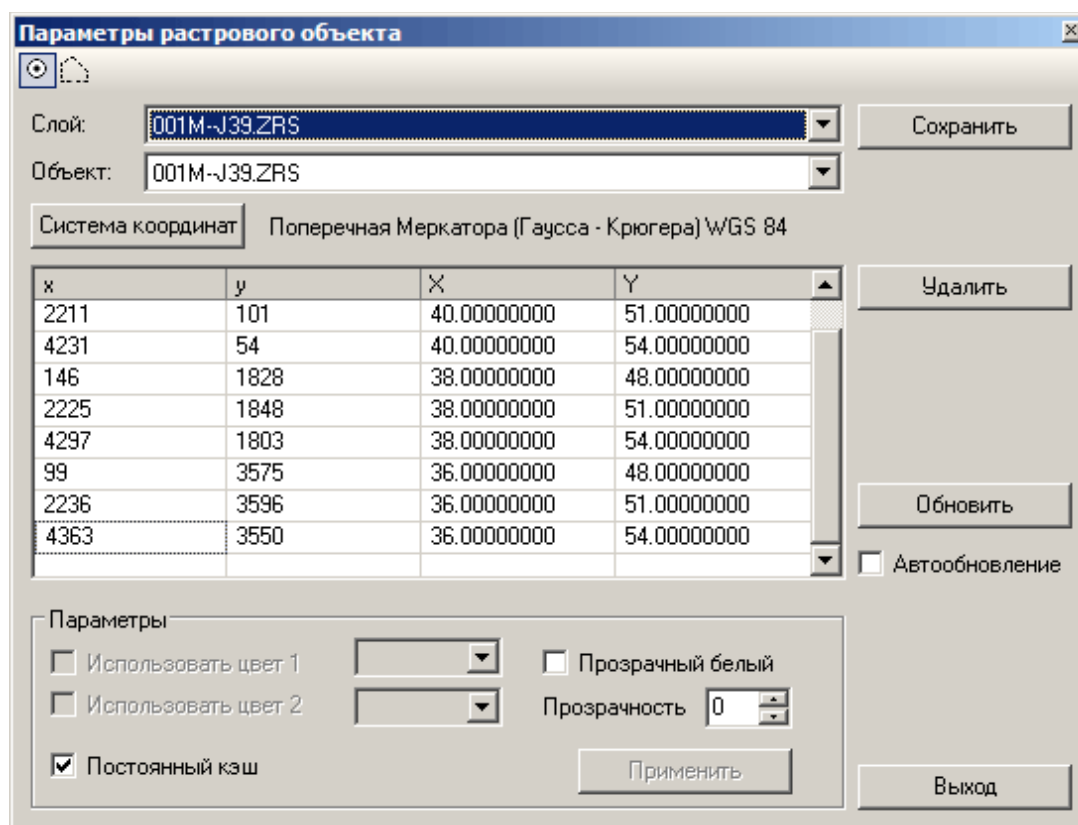 Параметры растрового объекта
Слой: 001M--J39.ZRS Сохранить
Объект: 001M--J39.ZRS
Система координат Поперечная Меркатора (Гаусса - Крюгера) WGS 84
x y X Y Удалить
2211 101 40.00000000 51.00000000
4231 54 40.00000000 54.00000000
146 1828 38.00000000 48.00000000
2225 1848 38.00000000 51.00000000
4297 1803 38.00000000 54.00000000
99 3575 36.00000000 48.00000000
2236 3596 36.00000000 51.00000000 Обновить
4363 3550 36.00000000 54.00000000
Автообновление
Параметры
Использовать цвет 1 Прозрачный белый
Использовать цвет 2 Прозрачность 0
Постоянный кэш Применить
Выход